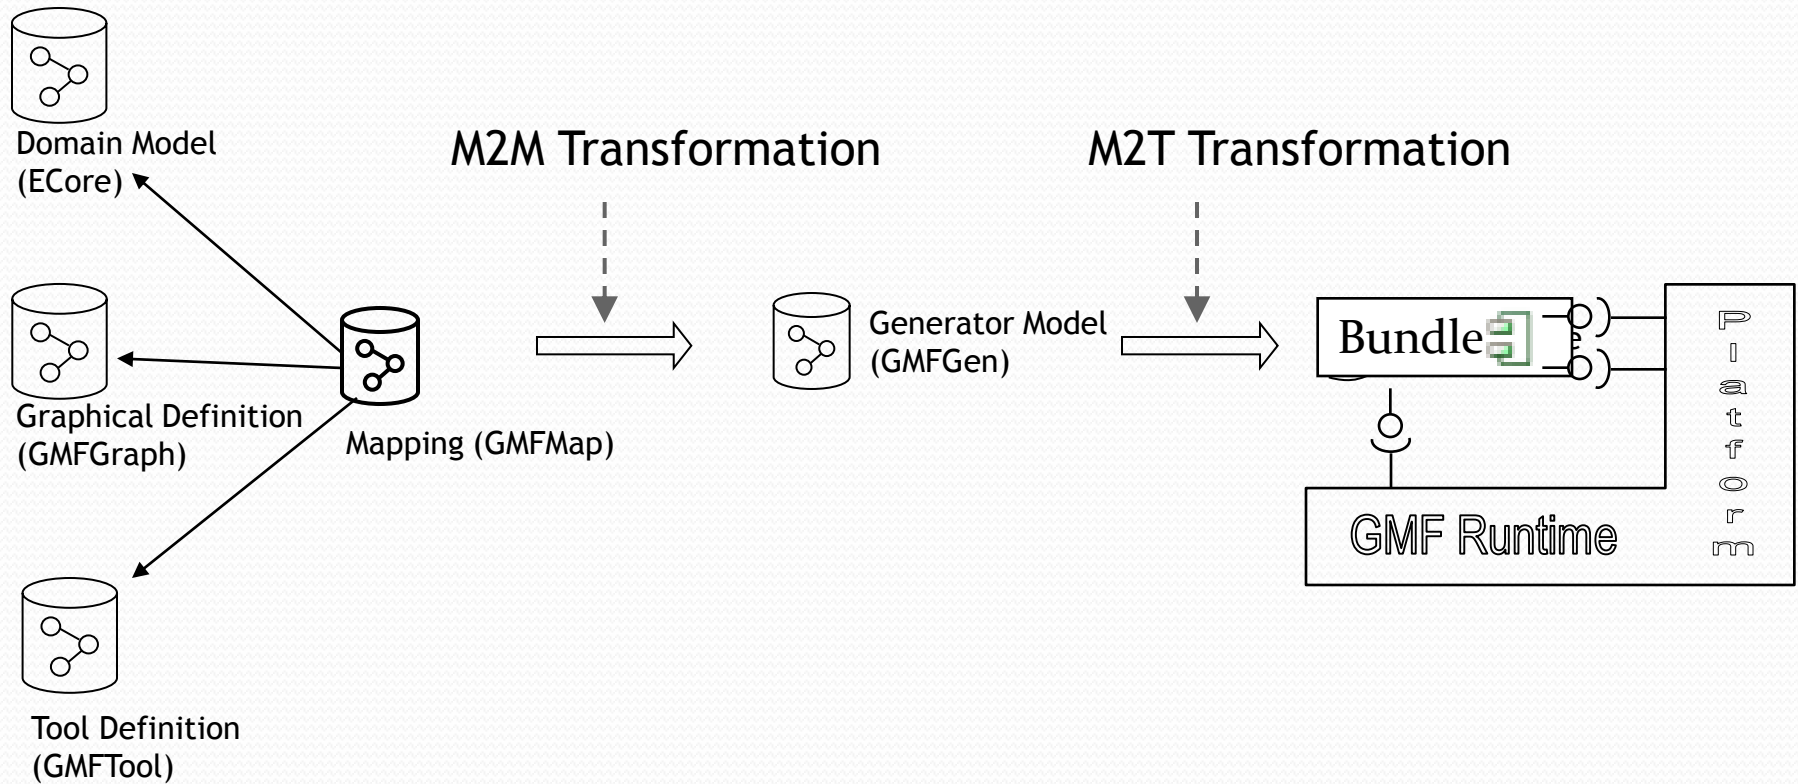 Domain Model
(ECore)
M2M Transformation
M2T Transformation
Graphical Definition
(GMFGraph)
Mapping (GMFMap)
Generator Model
(GMFGen)
Bundle
Platform
GMF Runtime
Tool Definition
(GMFTool)